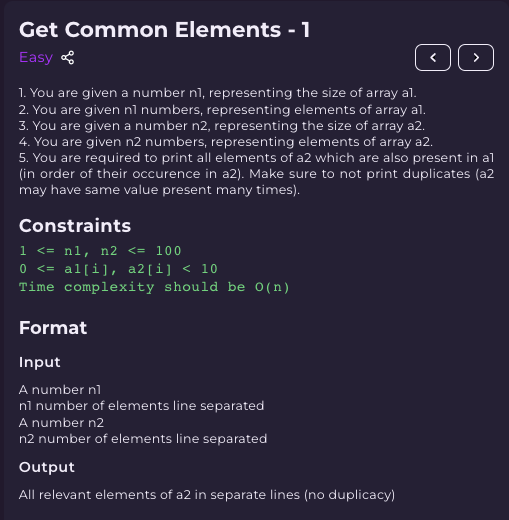 Get Common Elements - 1
Easy
1. You are given a number n1, representing the size of array a1.
2. You are given n1 numbers, representing elements of array a1.
3. You are given a number n2, representing the size of array a2.
4. You are given n2 numbers, representing elements of array a2.
5. You are required to print all elements of a2 which are also present in a1
(in order of their occurence in a2). Make sure to not print duplicates (a2
may have same value present many times).
Constraints
1 <= n1, n2 <= 100
0 <= a1[i], a2[i] < 10
Time complexity should be O(n)
Format
Input
A number n1
n1 number of elements line separated
A number n2
n2 number of elements line separated
Output
All relevant elements of a2 in separate lines (no duplicacy)